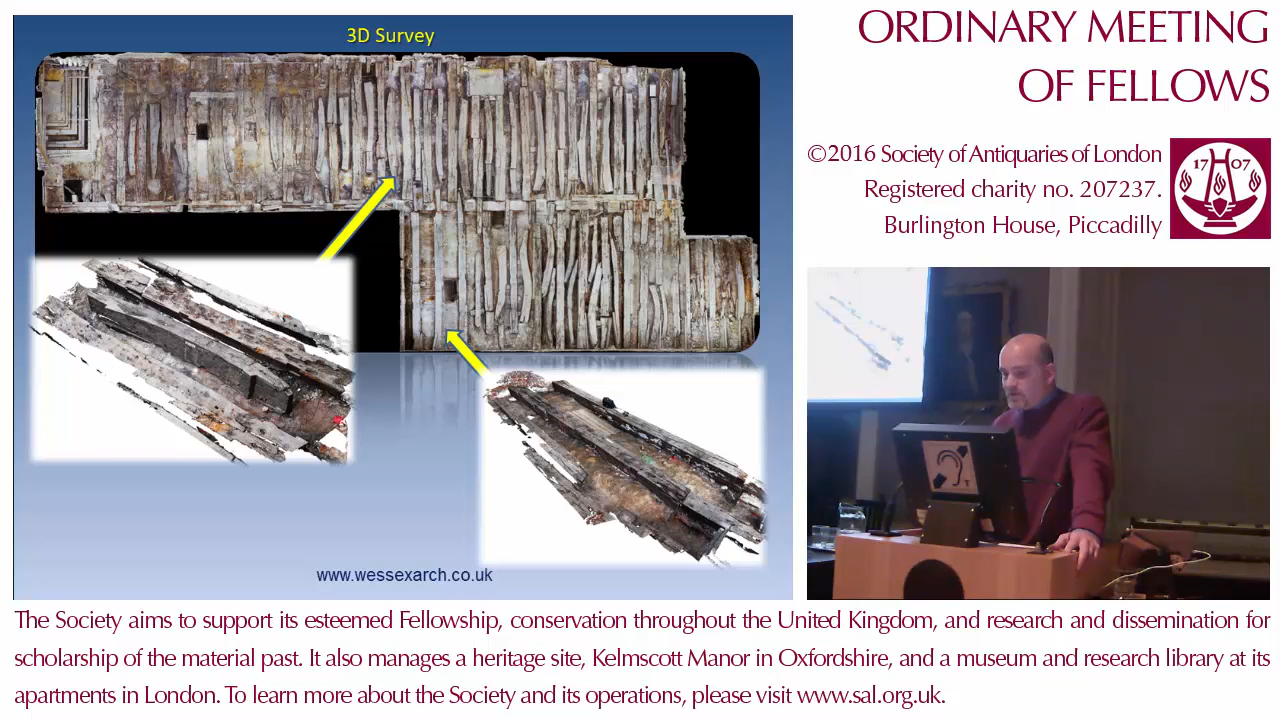 3D Survey
www.wessexarch.co.uk
ORDINARY MEETING
OF FELLOWS
©2016 Society of Antiquaries of London
Registered charity no. 207237.
Burlington House, Piccadilly
17 07
T
The Society aims to support its esteemed Fellowship, conservation throughout the United Kingdom, and research and dissemination for
scholarship of the material past. It also manages a heritage site, Kelmscott Manor in Oxfordshire, and a museum and research library at its
apartments in London. To learn more about the Society and its operations, please visit www.sal.org.uk.